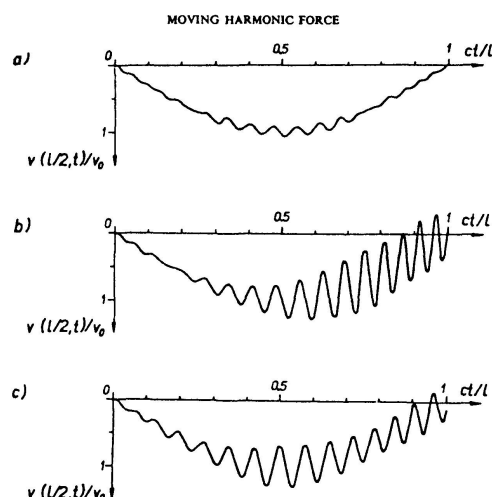 MOVING HARMONIC FORCE
a)
0 0.5 1 ct/l
1
v (l/2,t)/v₀
b)
0 0.5 1 ct/l
1
v (l/2,t)/v₀
c)
0 0.5 1 ct/l
1
v (l/2,t)/v₀